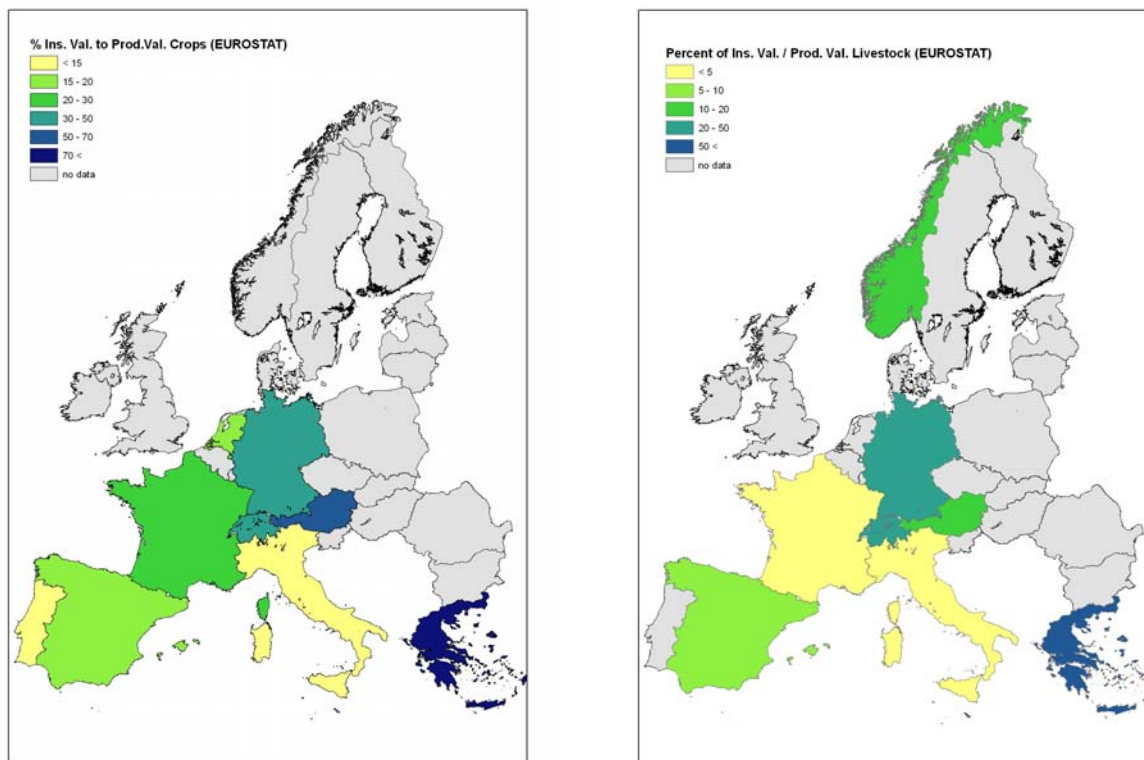 % Ins. Val. to Prod.Val. Crops (EUROSTAT)
< 15
15 - 20
20 - 30
30 - 50
50 - 70
70 <
no data
Percent of Ins. Val. / Prod. Val. Livestock (EUROSTAT)
< 5
5 - 10
10 - 20
20 - 50
50 <
no data